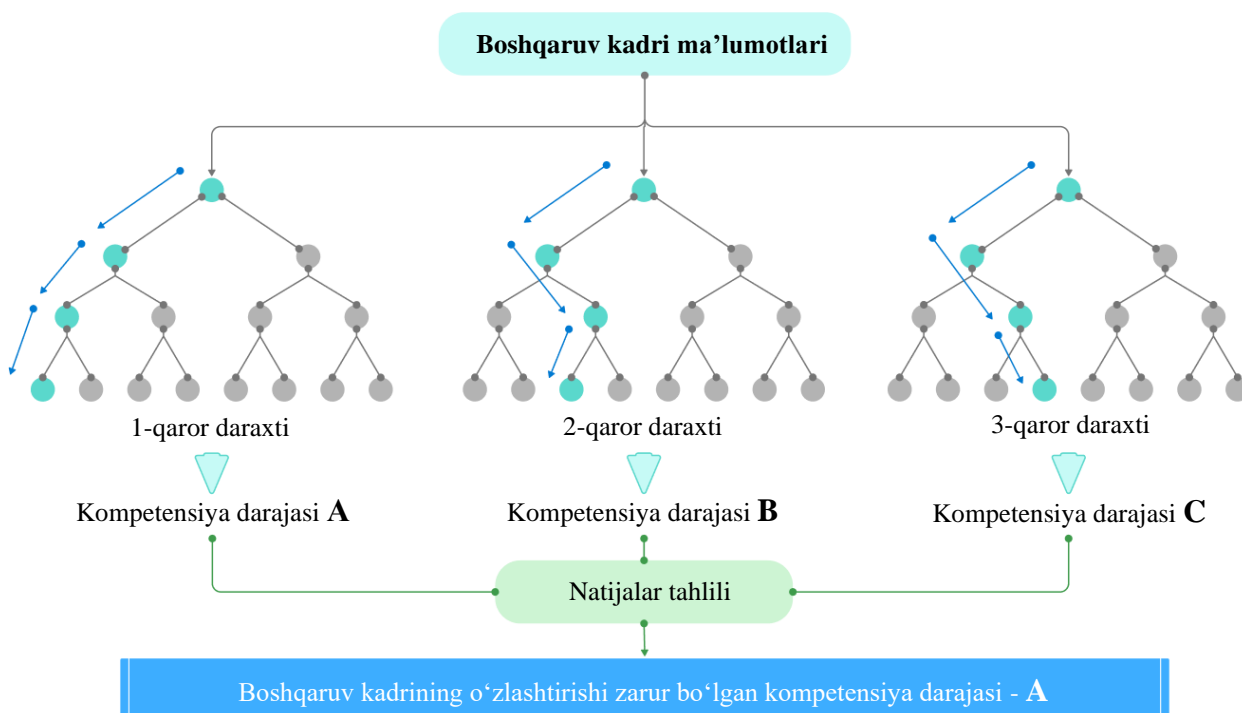 Boshqaruv kadri ma’lumotlari
1-qaror daraxti
2-qaror daraxti
3-qaror daraxti
Kompetensiya darajasi A
Kompetensiya darajasi B
Kompetensiya darajasi C
Natijalar tahlili
Boshqaruv kadrining o‘zlashtirishi zarur bo‘lgan kompetensiya darajasi - A